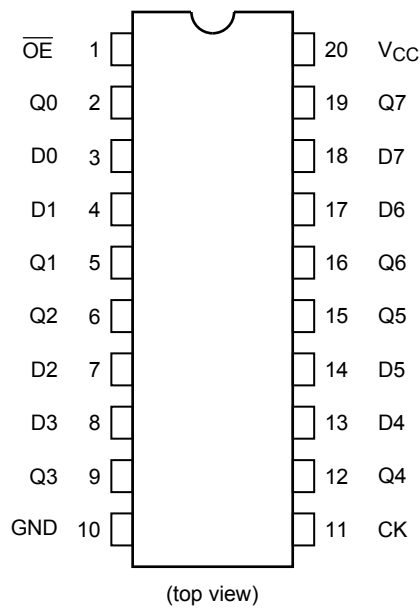 O̅E̅ 1 20 VCC
Q0 2 19 Q7
D0 3 18 D7
D1 4 17 D6
Q1 5 16 Q6
Q2 6 15 Q5
D2 7 14 D5
D3 8 13 D4
Q3 9 12 Q4
GND 10 11 CK
(top view)